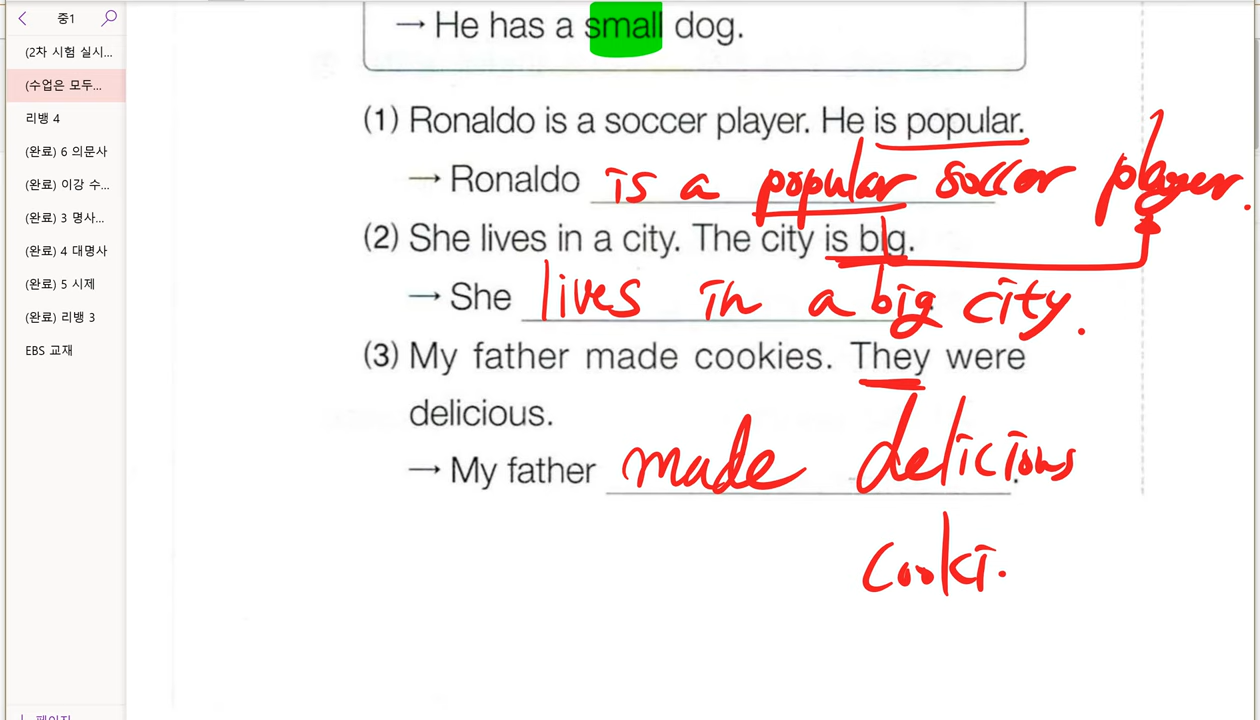 중1
(2차 시험 실시...
(수업은 모두...
리뱅 4
(완료) 6 의문사
(완료) 이강 수...
(완료) 3 명사...
(완료) 4 대명사
(완료) 5 시제
(완료) 리뱅 3
EBS 교재
→ He has a small dog.
(1) Ronaldo is a soccer player. He is popular.
→ Ronaldo is a popular soccer player.
(2) She lives in a city. The city is big.
→ She lives in a big city.
(3) My father made cookies. They were
delicious.
→ My father made delicious
cooki.